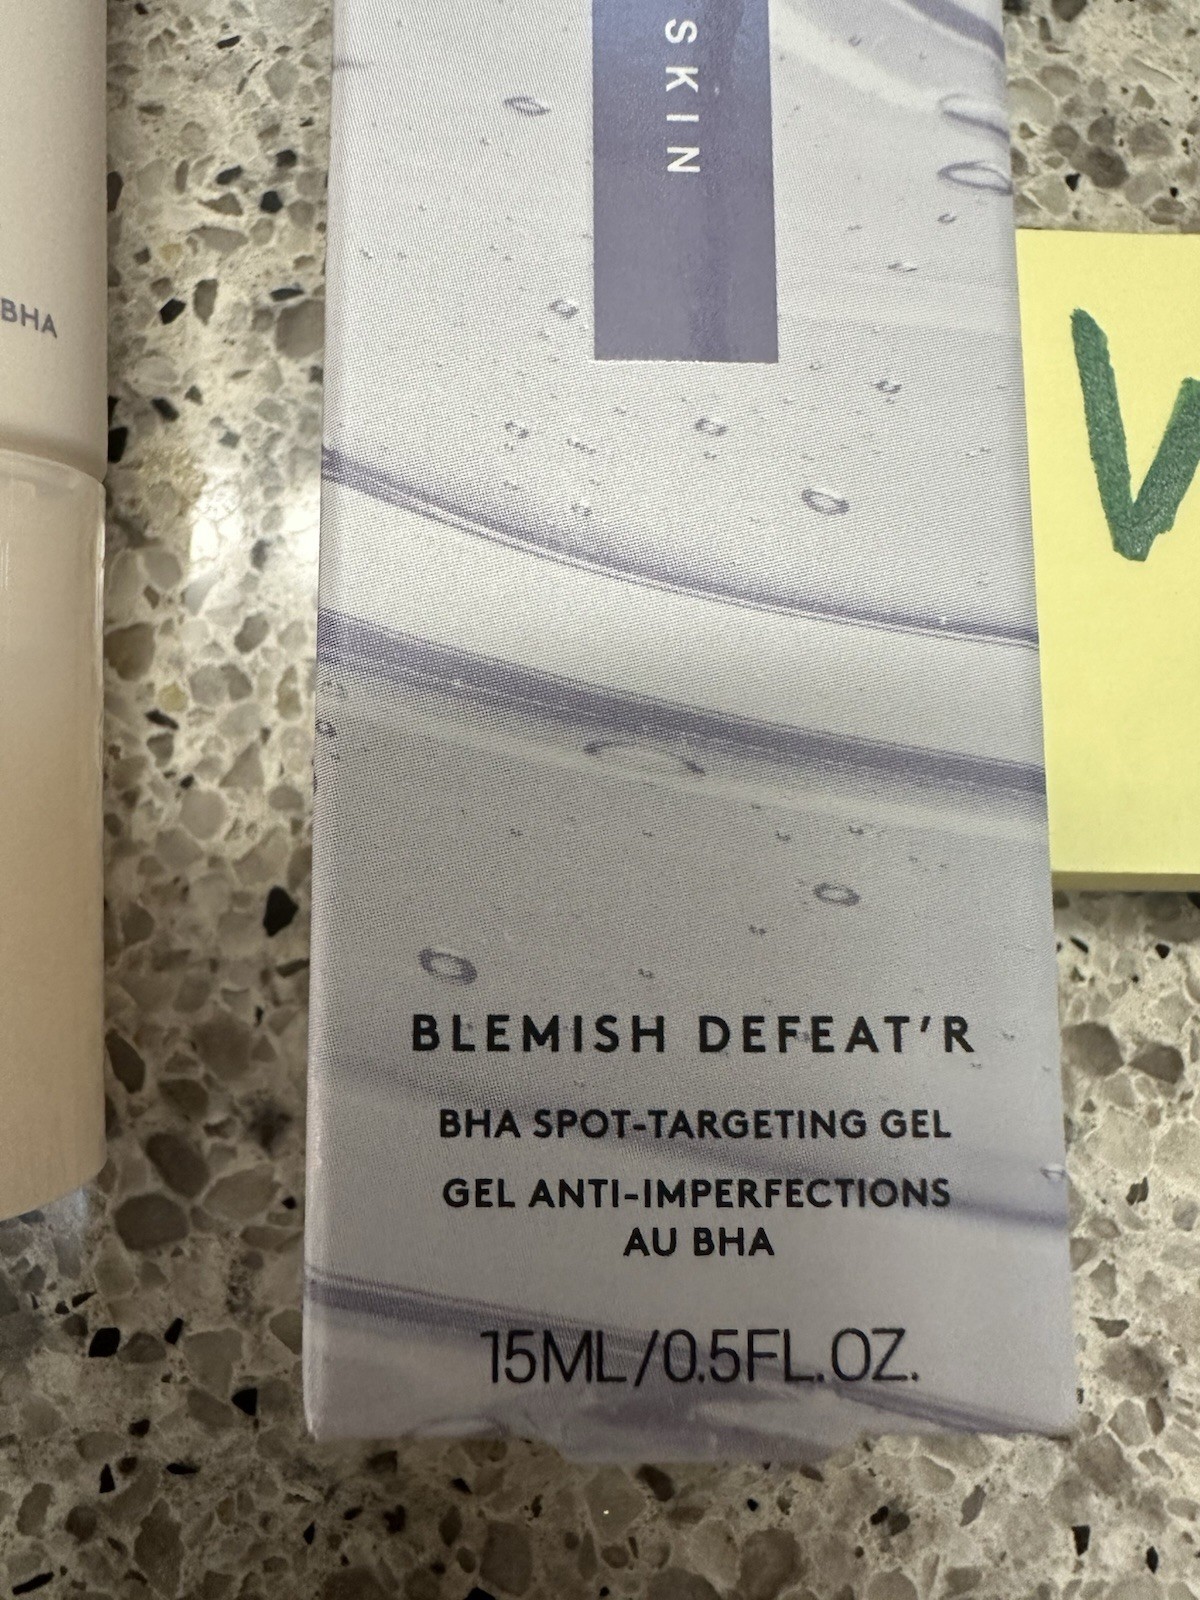 SKIN
BHA
BLEMISH DEFEAT'R
BHA SPOT-TARGETING GEL
GEL ANTI-IMPERFECTIONS
AU BHA
15ML/0.5FL.OZ.